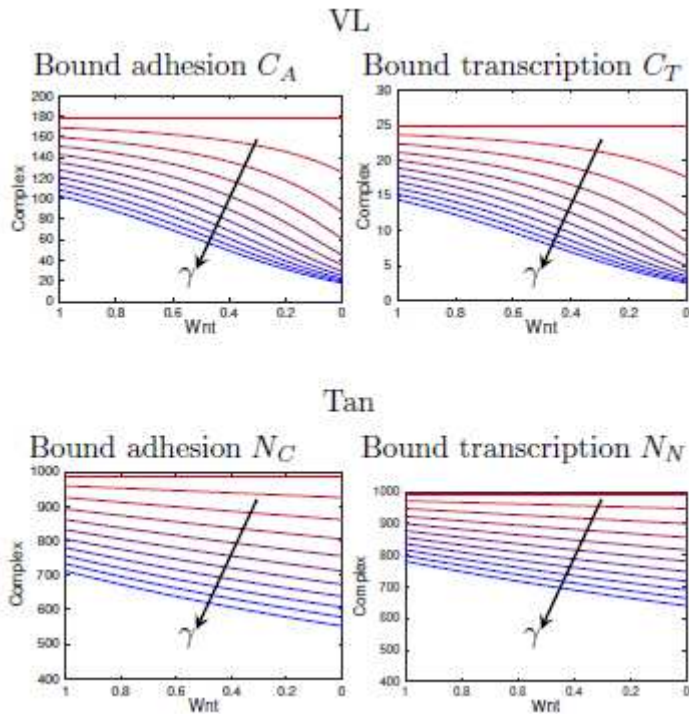 VL
Bound adhesion C_A Bound transcription C_T
200
180
160
140
120
100
80
60
40
20
0
Complex
1 0.8 0.6 0.4 0.2 0
Wnt
γ
30
25
20
15
10
5
0
Complex
1 0.8 0.6 0.4 0.2 0
Wnt
γ
Tan
Bound adhesion N_C Bound transcription N_N
1000
900
800
700
600
500
400
Complex
1 0.8 0.6 0.4 0.2 0
Wnt
γ
1000
900
800
700
600
500
400
Complex
1 0.8 0.6 0.4 0.2 0
Wnt
γ